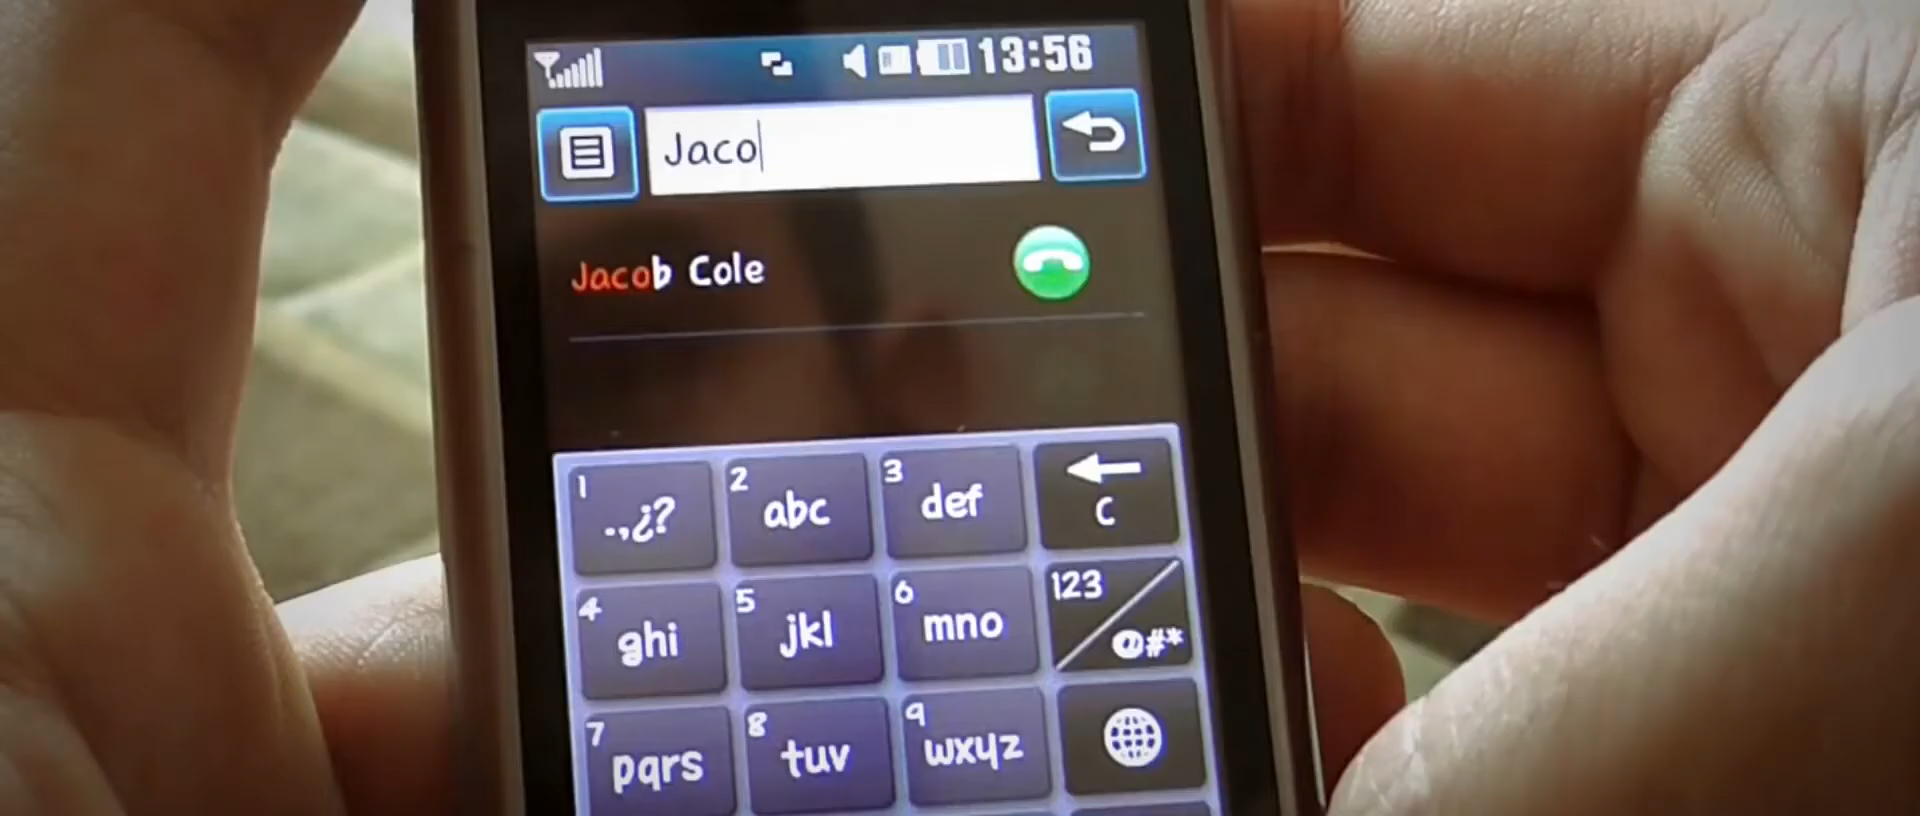 13:56
Jaco
Jacob Cole
1 .,¿? 2 abc 3 def C
4 ghi 5 jkl 6 mno 123 @#*
7 pqrs 8 tuv 9 wxyz